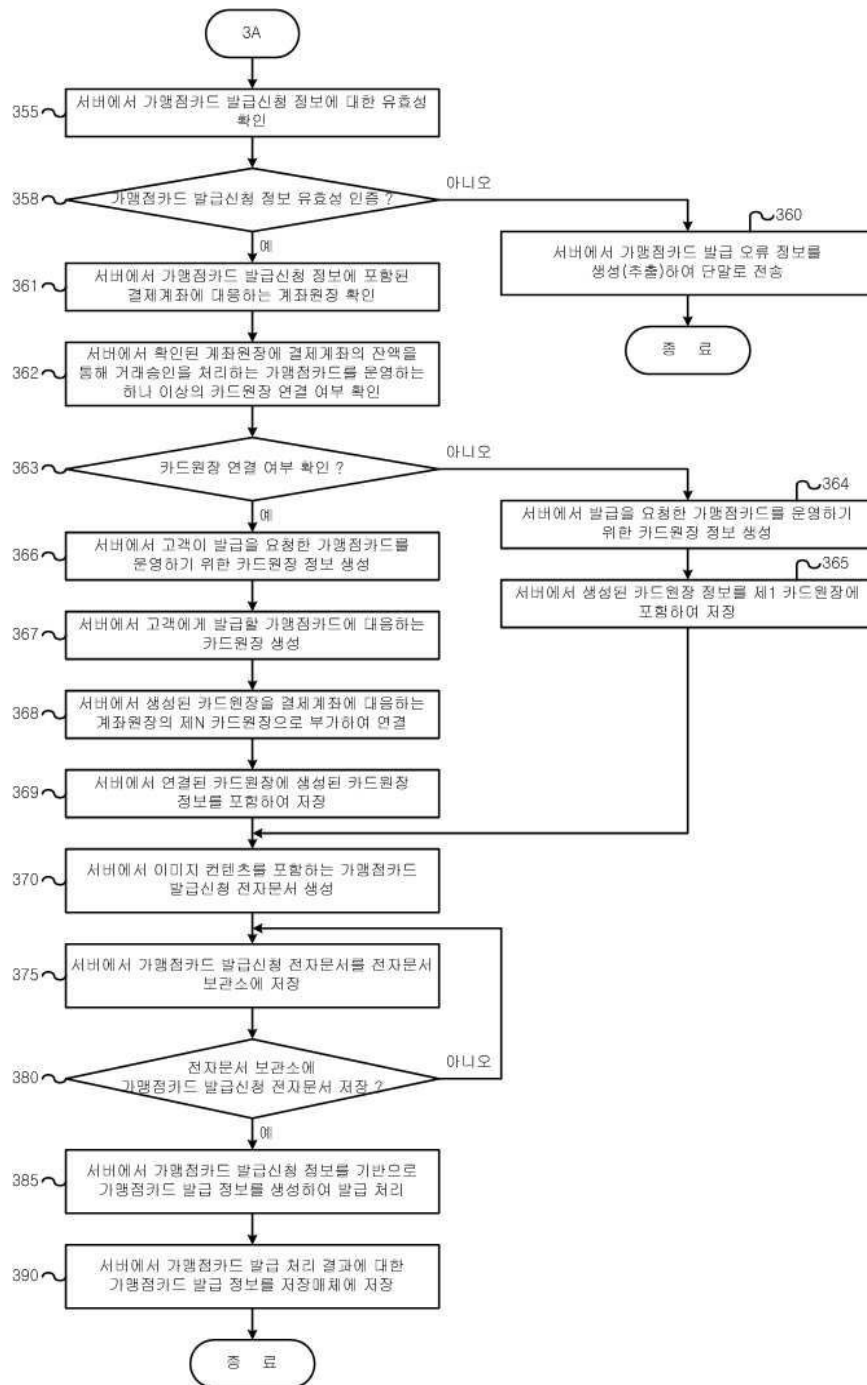 3A
355
서버에서 가맹점카드 발급신청 정보에 대한 유효성
확인
358
가맹점카드 발급신청 정보 유효성 인증 ?
아니오
예
360
서버에서 가맹점카드 발급 오류 정보를
생성(추출)하여 단말로 전송
종 료
361
서버에서 가맹점카드 발급신청 정보에 포함된
결제계좌에 대응하는 계좌원장 확인
362
서버에서 확인된 계좌원장에 결제계좌의 잔액을
통해 거래승인을 처리하는 가맹점카드를 운영하는
하나 이상의 카드원장 연결 여부 확인
363
카드원장 연결 여부 확인 ?
아니오
예
364
서버에서 발급을 요청한 가맹점카드를 운영하기
위한 카드원장 정보 생성
365
서버에서 생성된 카드원장 정보를 제1 카드원장에
포함하여 저장
366
서버에서 고객이 발급을 요청한 가맹점카드를
운영하기 위한 카드원장 정보 생성
367
서버에서 고객에게 발급할 가맹점카드에 대응하는
카드원장 생성
368
서버에서 생성된 카드원장을 결제계좌에 대응하는
계좌원장의 제N 카드원장으로 부가하여 연결
369
서버에서 연결된 카드원장에 생성된 카드원장
정보를 포함하여 저장
370
서버에서 이미지 컨텐츠를 포함하는 가맹점카드
발급신청 전자문서 생성
375
서버에서 가맹점카드 발급신청 전자문서를 전자문서
보관소에 저장
380
전자문서 보관소에
가맹점카드 발급신청 전자문서 저장 ?
아니오
예
385
서버에서 가맹점카드 발급신청 정보를 기반으로
가맹점카드 발급 정보를 생성하여 발급 처리
390
서버에서 가맹점카드 발급 처리 결과에 대한
가맹점카드 발급 정보를 저장매체에 저장
종 료